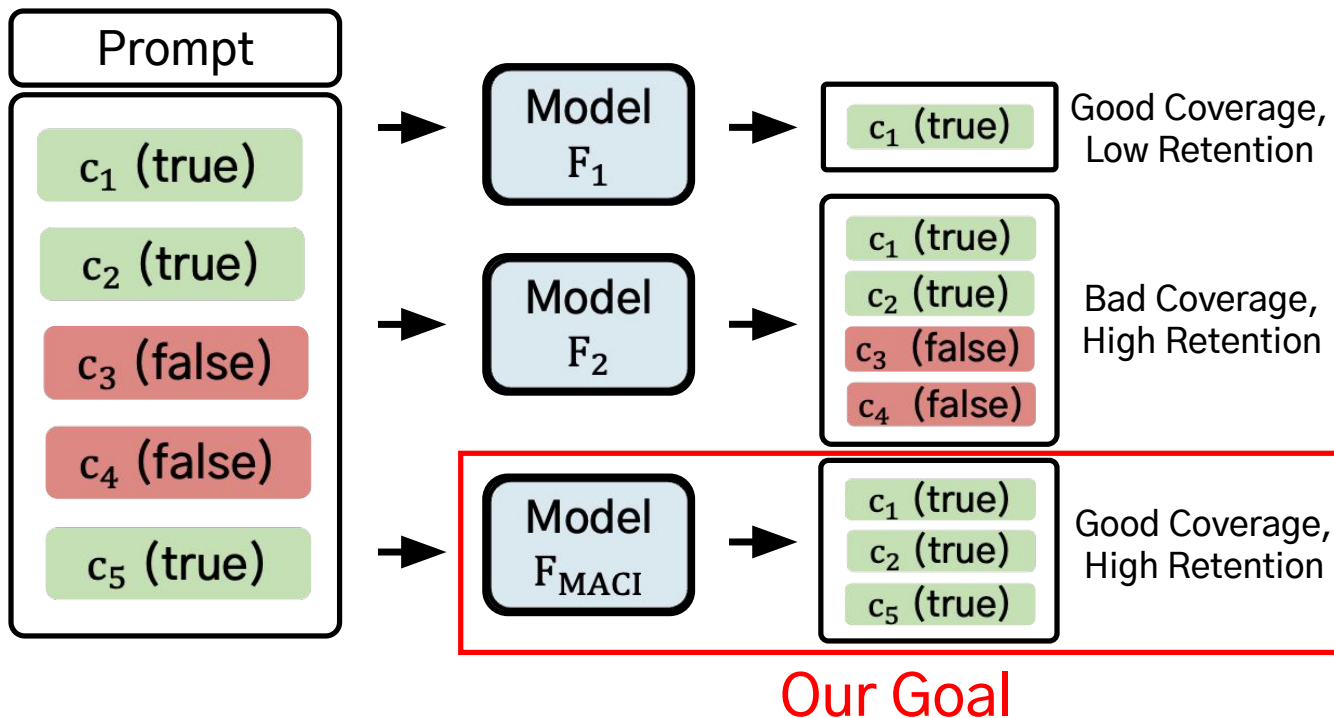 Prompt
c₁ (true)
c₂ (true)
c₃ (false)
c₄ (false)
c₅ (true)
Model
F₁
c₁ (true)
Good Coverage,
Low Retention
Model
F₂
c₁ (true)
c₂ (true)
c₃ (false)
c₄ (false)
Bad Coverage,
High Retention
Model
F_MACI
c₁ (true)
c₂ (true)
c₅ (true)
Good Coverage,
High Retention
Our Goal